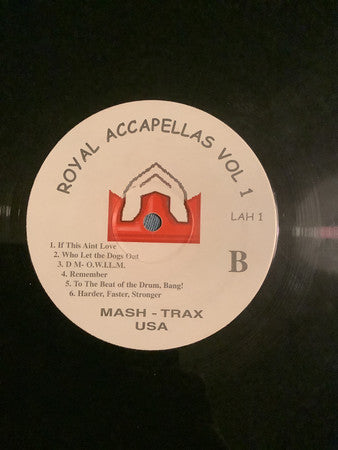 ROYAL ACCAPELLAS VOL 1
LAH 1
B
1. If This Aint Love
2. Who Let the Dogs Out
3. D M- O.W.I.L.M.
4. Remember
5. To The Beat of the Drum, Bang!
6. Harder, Faster, Stronger
MASH - TRAX
USA